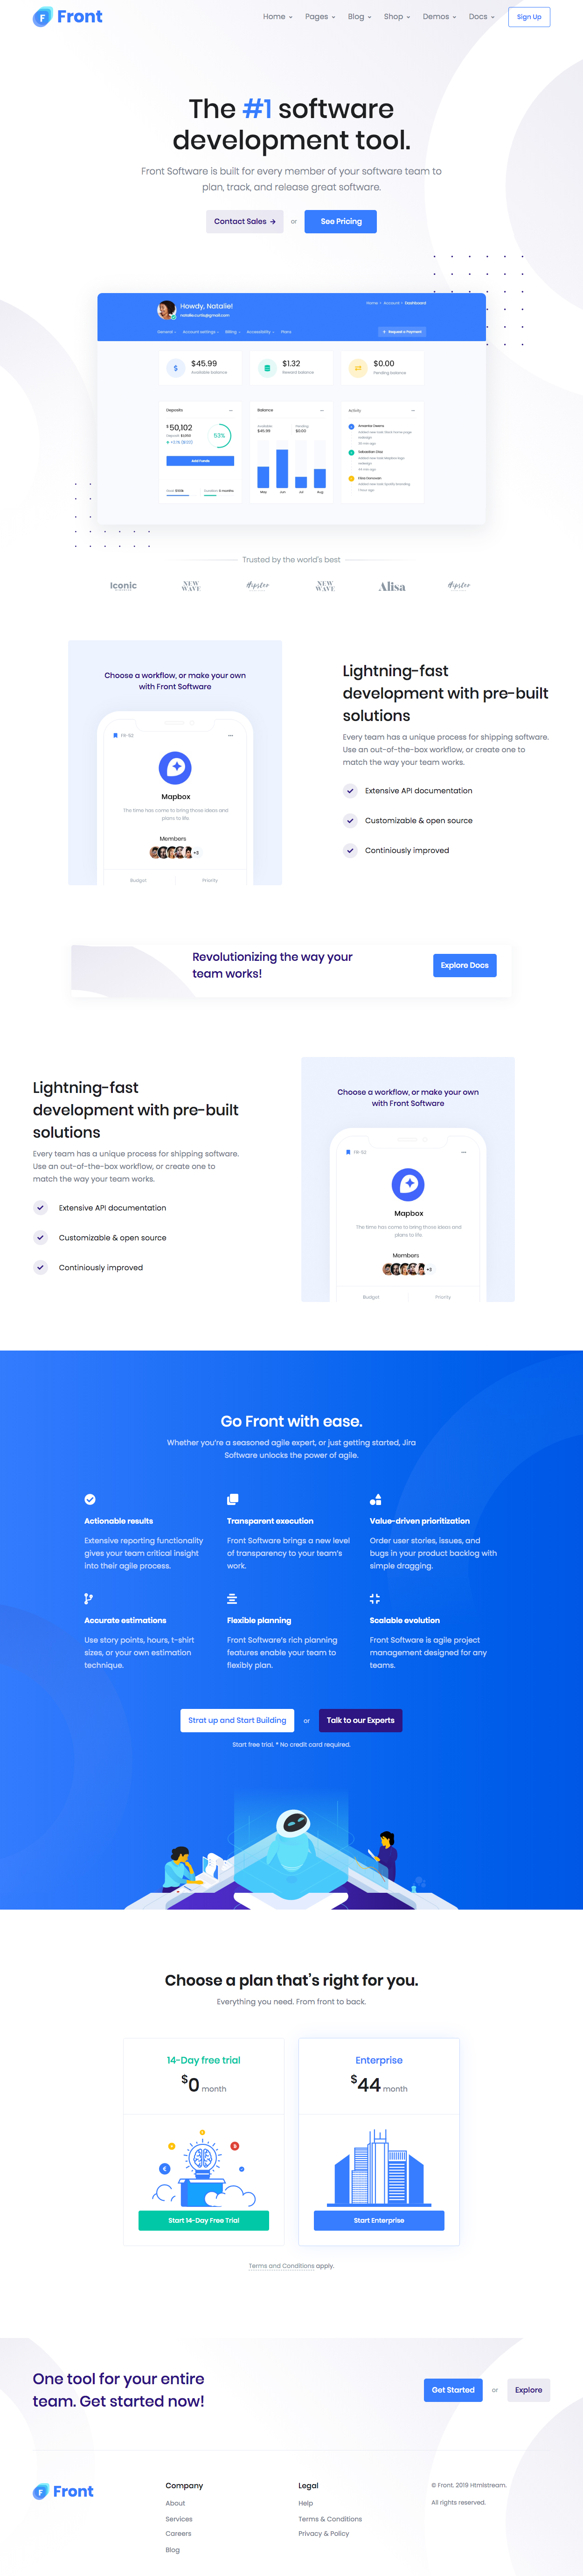 Front
Home Pages Blog Shop Demos Docs Sign Up
The #1 software
development tool.
Front Software is built for every member of your software team to
plan, track, and release great software.
Contact Sales → or See Pricing
Howdy, Natalie!
natalie.curtis@gmail.com
Home Account Dashboard
General Account settings Billing Accessibility Plans
Request a Payment
$45.99
Available balance
$1.32
Reward balance
$0.00
Pending balance
Deposits
$50,102
53%
Add Funds
Balance
Available
$45.99
Pending
$0.00
May Jun Jul Aug
Activity
Trusted by the world's best
Iconic
NEW WAVE
Hipster
NEW WAVE
Alisa
Hipster
Choose a workflow, or make your own
with Front Software
FR-52
Mapbox
The time has come to bring those ideas and
plans to life.
Members
+3
Budget Priority
Lightning-fast
development with pre-built
solutions
Every team has a unique process for shipping software.
Use an out-of-the-box workflow, or create one to
match the way your team works.
Extensive API documentation
Customizable & open source
Continiously improved
Revolutionizing the way your
team works!
Explore Docs
Lightning-fast
development with pre-built
solutions
Every team has a unique process for shipping software.
Use an out-of-the-box workflow, or create one to
match the way your team works.
Extensive API documentation
Customizable & open source
Continiously improved
Choose a workflow, or make your own
with Front Software
FR-52
Mapbox
The time has come to bring those ideas and
plans to life.
Members
+3
Budget Priority
Go Front with ease.
Whether you're a seasoned agile expert, or just getting started, Jira
Software unlocks the power of agile.
Actionable results
Extensive reporting functionality
gives your team critical insight
into their agile process.
Transparent execution
Front Software brings a new level
of transparency to your team's
work.
Value-driven prioritization
Order user stories, issues, and
bugs in your product backlog with
simple dragging.
Accurate estimations
Use story points, hours, t-shirt
sizes, or your own estimation
technique.
Flexible planning
Front Software's rich planning
features enable your team to
flexibly plan.
Scalable evolution
Front Software is agile project
management designed for any
teams.
Strat up and Start Building or Talk to our Experts
Start free trial. * No credit card required.
Choose a plan that's right for you.
Everything you need. From front to back.
14-Day free trial
$0 month
Start 14-Day Free Trial
Enterprise
$44 month
Start Enterprise
Terms and Conditions apply.
One tool for your entire
team. Get started now!
Get Started or Explore
Front
Company
About
Services
Careers
Blog
Legal
Help
Terms & Conditions
Privacy & Policy
© Front. 2019 Htmlstream.
All rights reserved.